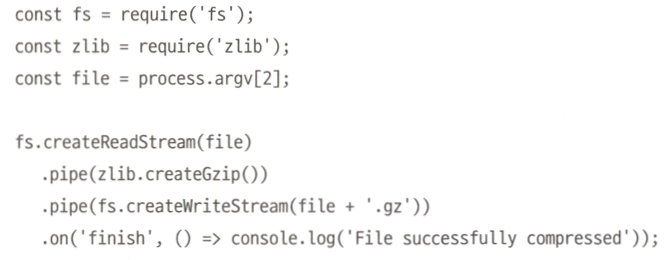 const fs = require('fs');
const zlib = require('zlib');
const file = process.argv[2];

fs.createReadStream(file)
  .pipe(zlib.createGzip())
  .pipe(fs.createWriteStream(file + '.gz'))
  .on('finish', () => console.log('File successfully compressed'));